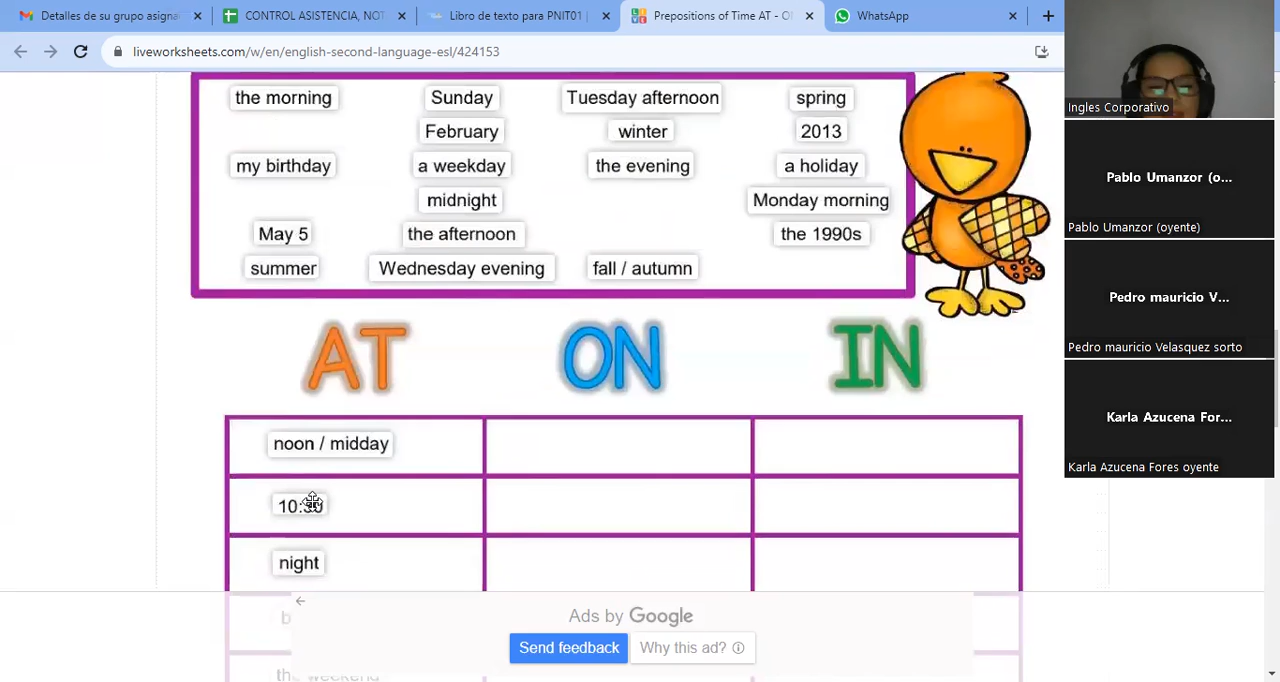 Detalles de su grupo asigna
CONTROL ASISTENCIA, NOT
Libro de texto para PNIT01 |
Prepositions of Time AT - O
WhatsApp
liveworksheets.com/w/en/english-second-language-esl/424153
the morning Sunday Tuesday afternoon spring
February winter 2013
my birthday a weekday the evening a holiday
midnight Monday morning
May 5 the afternoon the 1990s
summer Wednesday evening fall / autumn
AT ON IN
noon / midday
10:
night
weekend
Ads by Google
Send feedback
Why this ad?
Ingles Corporativo
Pablo Umanzor (o...
Pablo Umanzor (oyente)
Pedro mauricio V...
Pedro mauricio Velasquez sorto
Karla Azucena For...
Karla Azucena Fores oyente